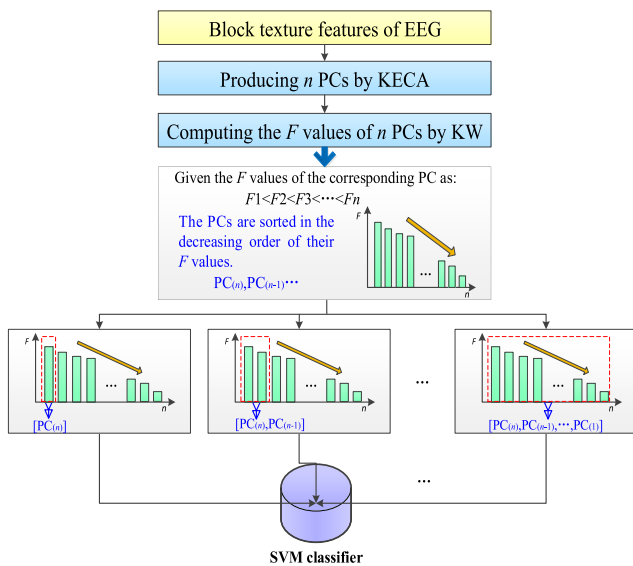 Block texture features of EEG
Producing n PCs by KECA
Computing the F values of n PCs by KW
Given the F values of the corresponding PC as:
F1<F2<F3<···<Fn
The PCs are sorted in the
decreasing order of their
F values.
PC(n),PC(n-1)···
F
...
n
F
...
n
[PC(n)]
F
...
n
[PC(n),PC(n-1)]
...
F
...
n
[PC(n),PC(n-1),···,PC(1)]
...
SVM classifier